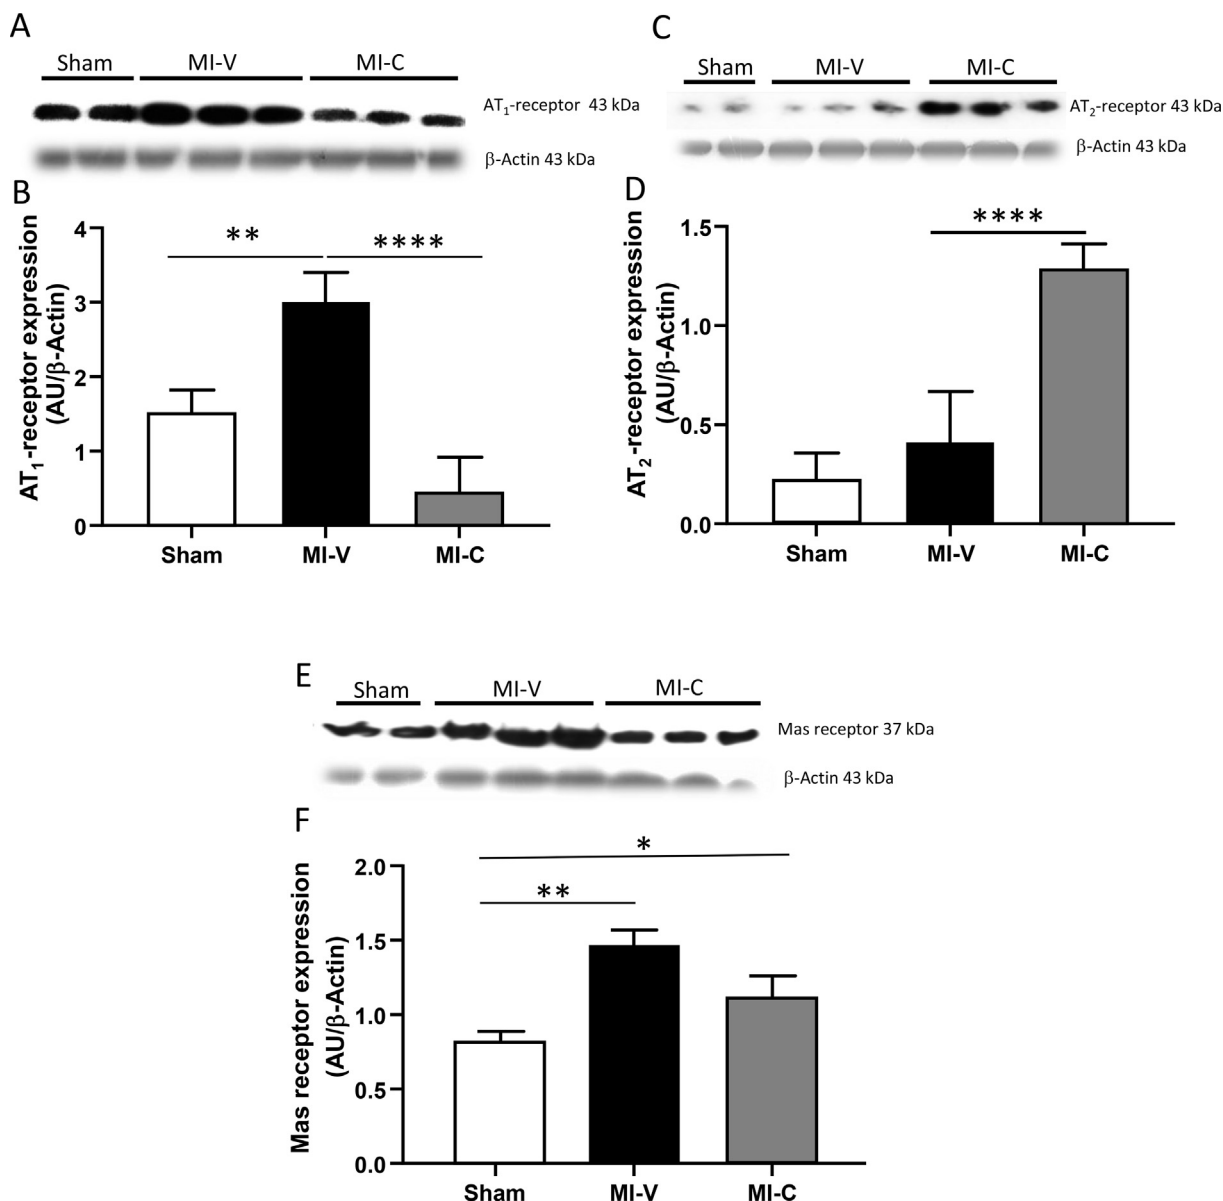 A
Sham MI-V MI-C
AT₁-receptor 43 kDa
β-Actin 43 kDa
B
AT₁-receptor expression
(AU/β-Actin)
4
3
2
1
0
** ****
Sham MI-V MI-C
C
Sham MI-V MI-C
AT₂-receptor 43 kDa
β-Actin 43 kDa
D
AT₂-receptor expression
(AU/β-Actin)
1.5
1.0
0.5
0.0
****
Sham MI-V MI-C
E
Sham MI-V MI-C
Mas receptor 37 kDa
β-Actin 43 kDa
F
Mas receptor expression
(AU/β-Actin)
2.0
1.5
1.0
0.5
0.0
*
**
Sham MI-V MI-C